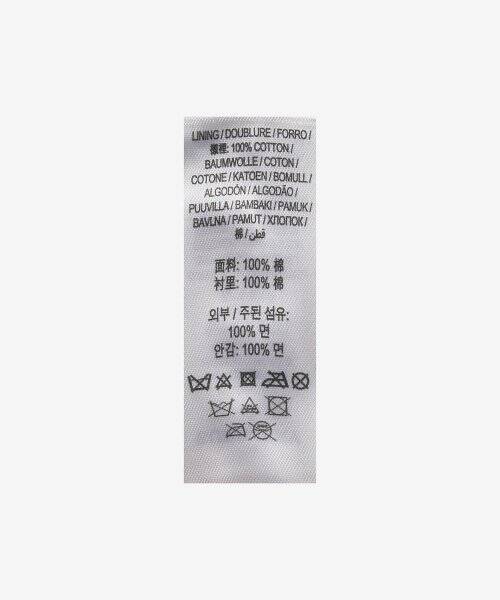 LINING / DOUBLURE / FORRO /
裡裡: 100% COTTON /
BAUMWOLLE / COTON /
COTONE / KATOEN / BOMULL /
ALGODÓN / ALGODÃO /
PUUVILLA / BAMBAKI / PAMUK /
BAVLNA / PAMUT / ХЛОПОК /
棉 / قطن /
面料: 100% 棉
衬里: 100% 棉
외부 / 주된 섬유:
100% 면
안감: 100% 면